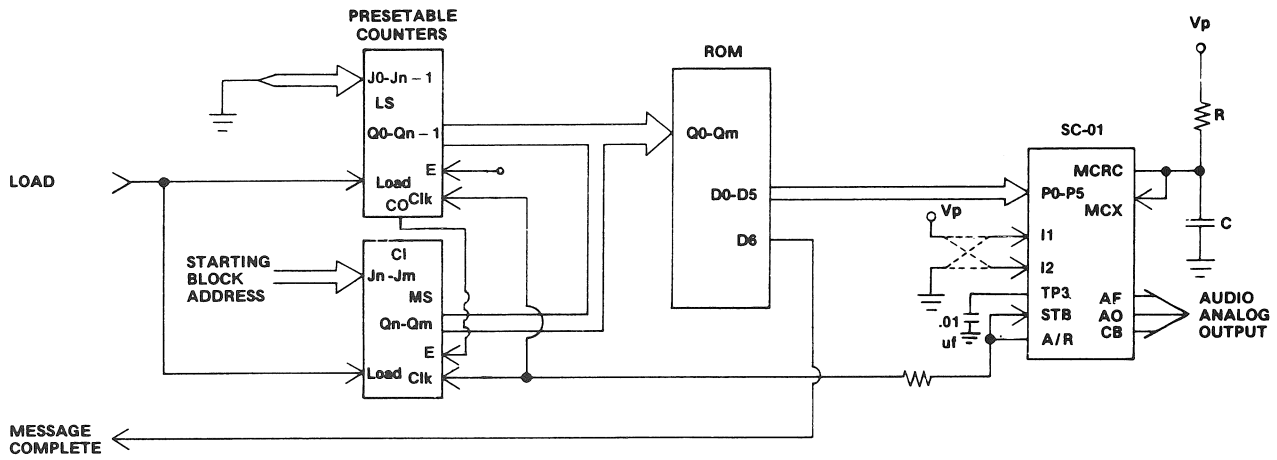 PRESETABLE
COUNTERS
J0-Jn – 1
LS
Q0-Qn – 1
E
Load
CO Clk
LOAD
STARTING
BLOCK
ADDRESS
CI
Jn-Jm
MS
Qn-Qm
E
Load Clk
MESSAGE
COMPLETE
ROM
Q0-Qm
D0-D5
D6
Vp
R
C
SC-01
MCRC
P0-P5
MCX
Vp
I1
I2
TP3
STB
A/R
.01
uf
AF
AO
CB
AUDIO
ANALOG
OUTPUT